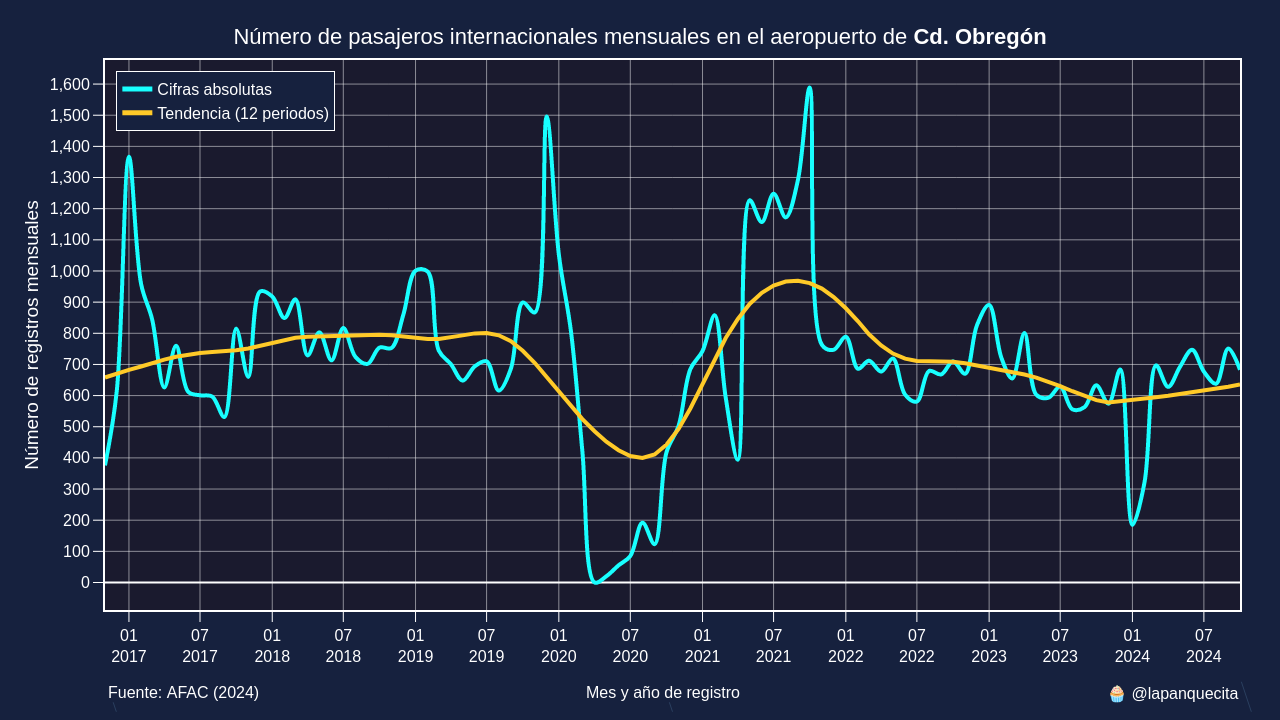 Número de pasajeros internacionales mensuales en el aeropuerto de Cd. Obregón
Cifras absolutas
Tendencia (12 periodos)
Número de registros mensuales
1,600
1,500
1,400
1,300
1,200
1,100
1,000
900
800
700
600
500
400
300
200
100
0
01 07 01 07 01 07 01 07 01 07 01 07 01 07 01 07
2017 2017 2018 2018 2019 2019 2020 2020 2021 2021 2022 2022 2023 2023 2024 2024
Fuente: AFAC (2024) Mes y año de registro 🧁 @lapanquecita